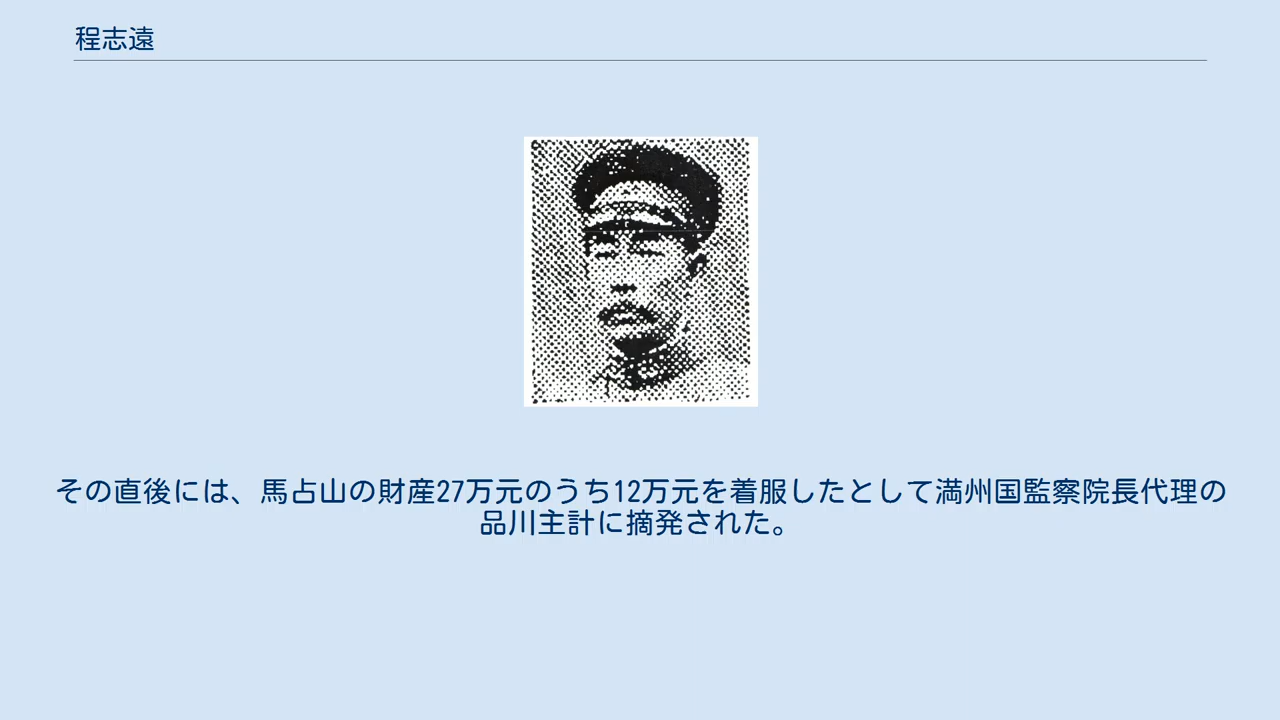 程志遠
その直後には、馬占山の財産27万元のうち12万元を着服したとして満州国監察院長代理の
品川主計に摘発された。